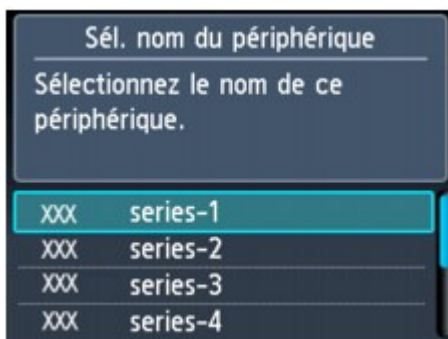 Sél. nom du périphérique
Sélectionnez le nom de ce
périphérique.
XXX series-1
XXX series-2
XXX series-3
XXX series-4